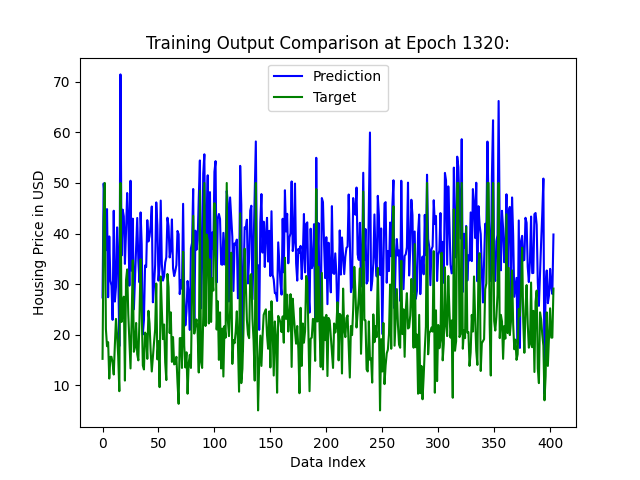 Training Output Comparison at Epoch 1320:
Prediction
Target
70
60
50
40
30
20
10
Housing Price in USD
0 50 100 150 200 250 300 350 400
Data Index